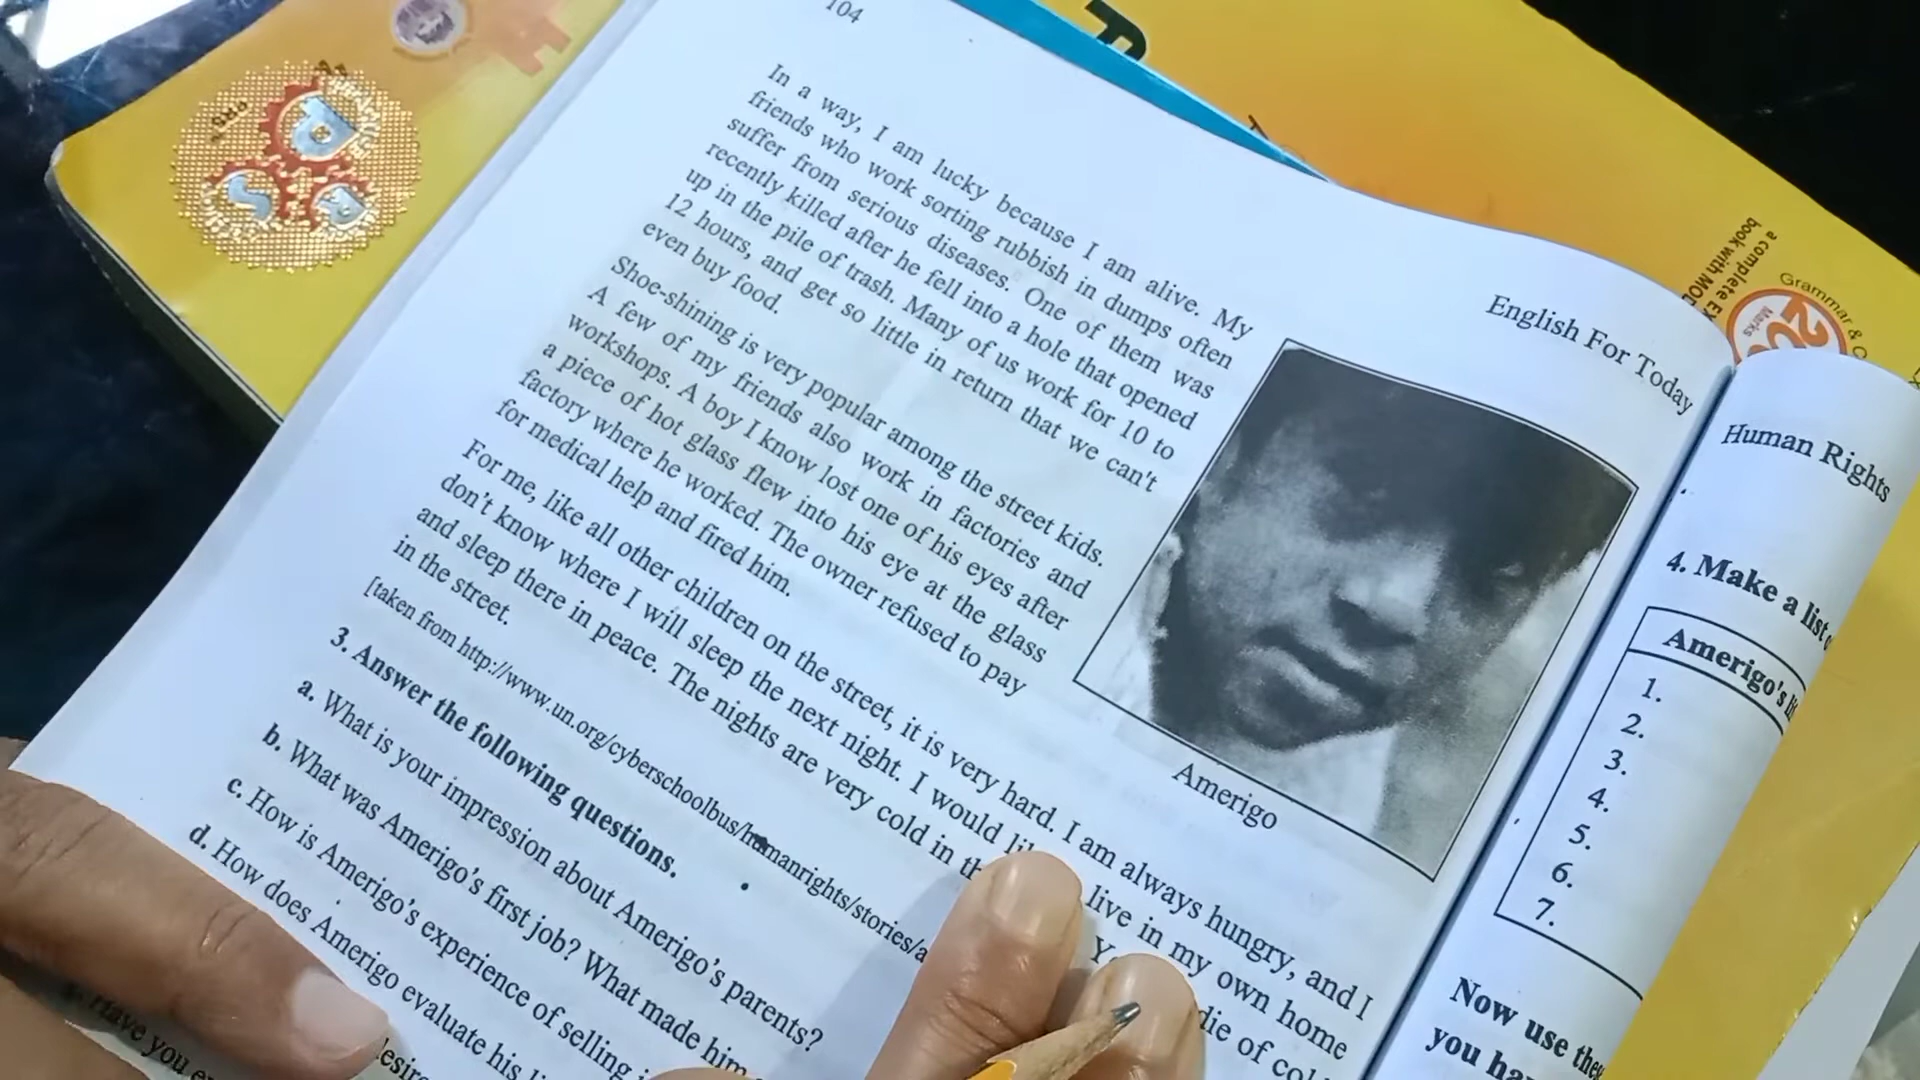 104
English For Today
In a way, I am lucky because I am alive. My
friends who work sorting rubbish in dumps often
suffer from serious diseases. One of them was
recently killed after he fell into a hole that opened
up in the pile of trash. Many of us work for 10 to
12 hours, and get so little in return that we can't
even buy food.
Shoe-shining is very popular among the street kids.
A few of my friends also work in factories and
workshops. A boy I know lost one of his eyes after
a piece of hot glass flew into his eye at the glass
factory where he worked. The owner refused to pay
for medical help and fired him.
Amerigo
For me, like all other children on the street, it is very hard. I am always hungry, and I
don't know where I will sleep the next night. I would live in my own home
and sleep there in peace. The nights are very cold in die of
in the street.
[taken from http://www.un.org/cyberschoolbus/humanrights/stories/
3. Answer the following questions.
a. What is your impression about Amerigo's parents?
b. What was Amerigo's first job? What made him
c. How is Amerigo's experience of selling
d. How does Amerigo evaluate his
Have you
Human Rights
4. Make a list
Amerigo's
1.
2.
3.
4.
5.
6.
7.
Now use
you
a complete
book with
Grammar &
Marks